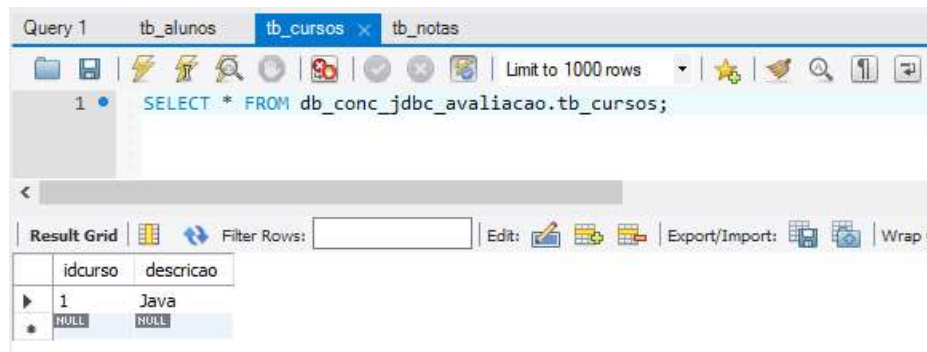 Query 1 tb_alunos tb_cursos tb_notas
Limit to 1000 rows
1 SELECT * FROM db_conc_jdbc_avaliacao.tb_cursos;
Result Grid Filter Rows: Edit: Export/Import: Wrap
idcurso descricao
1 Java
NULL NULL